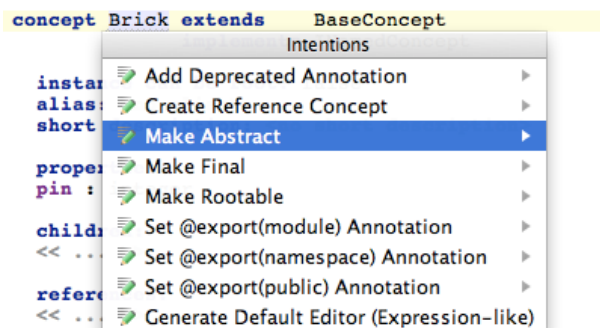 concept Brick extends BaseConcept
Intentions
instan
Add Deprecated Annotation
alias:
Create Reference Concept
short
Make Abstract
proper
Make Final
pin :
Make Rootable
childr
Set @export(module) Annotation
<< ...
Set @export(namespace) Annotation
refere
Set @export(public) Annotation
<< ...
Generate Default Editor (Expression-like)